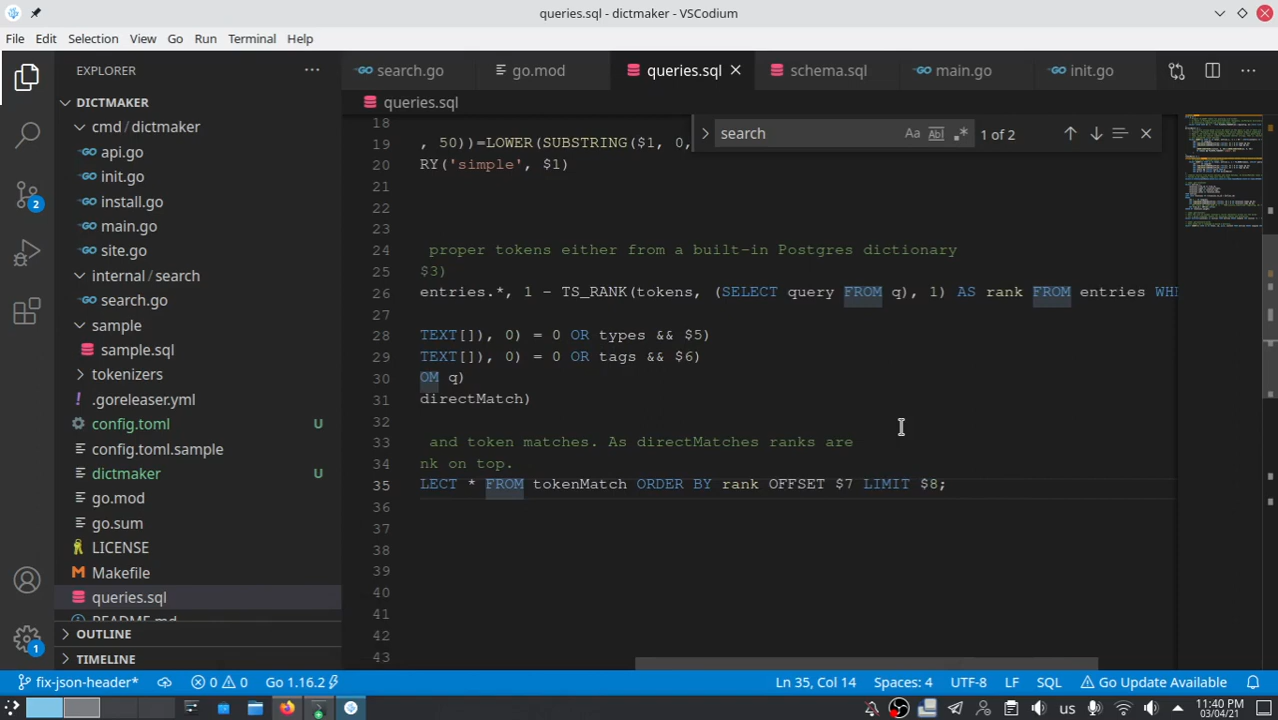 queries.sql - dictmaker - VSCodium
File Edit Selection View Go Run Terminal Help
EXPLORER
search.go go.mod queries.sql schema.sql main.go init.go
DICTMAKER
queries.sql
search
Aa Ab 1 of 2
cmd / dictmaker
api.go
init.go
install.go
main.go
site.go
internal / search
search.go
sample
sample.sql
tokenizers
.goreleaser.yml
config.toml U
config.toml.sample
dictmaker U
go.mod
go.sum
LICENSE
Makefile
queries.sql
README.md
OUTLINE
TIMELINE
2
1
18
19 , 50))=LOWER(SUBSTRING($1, 0,
20 RY('simple', $1)
21
22
23
24 proper tokens either from a built-in Postgres dictionary
25 $3)
26 entries.*, 1 - TS_RANK(tokens, (SELECT query FROM q), 1) AS rank FROM entries WH
27
28 TEXT[]), 0) = 0 OR types && $5)
29 TEXT[]), 0) = 0 OR tags && $6)
30 OM q)
31 directMatch)
32
33 and token matches. As directMatches ranks are
34 nk on top.
35 LECT * FROM tokenMatch ORDER BY rank OFFSET $7 LIMIT $8;
36
37
38
39
40
41
42
43
fix-json-header* 0 0 Go 1.16.2 Ln 35, Col 14 Spaces: 4 UTF-8 LF SQL Go Update Available
us 11:40 PM
03/04/21